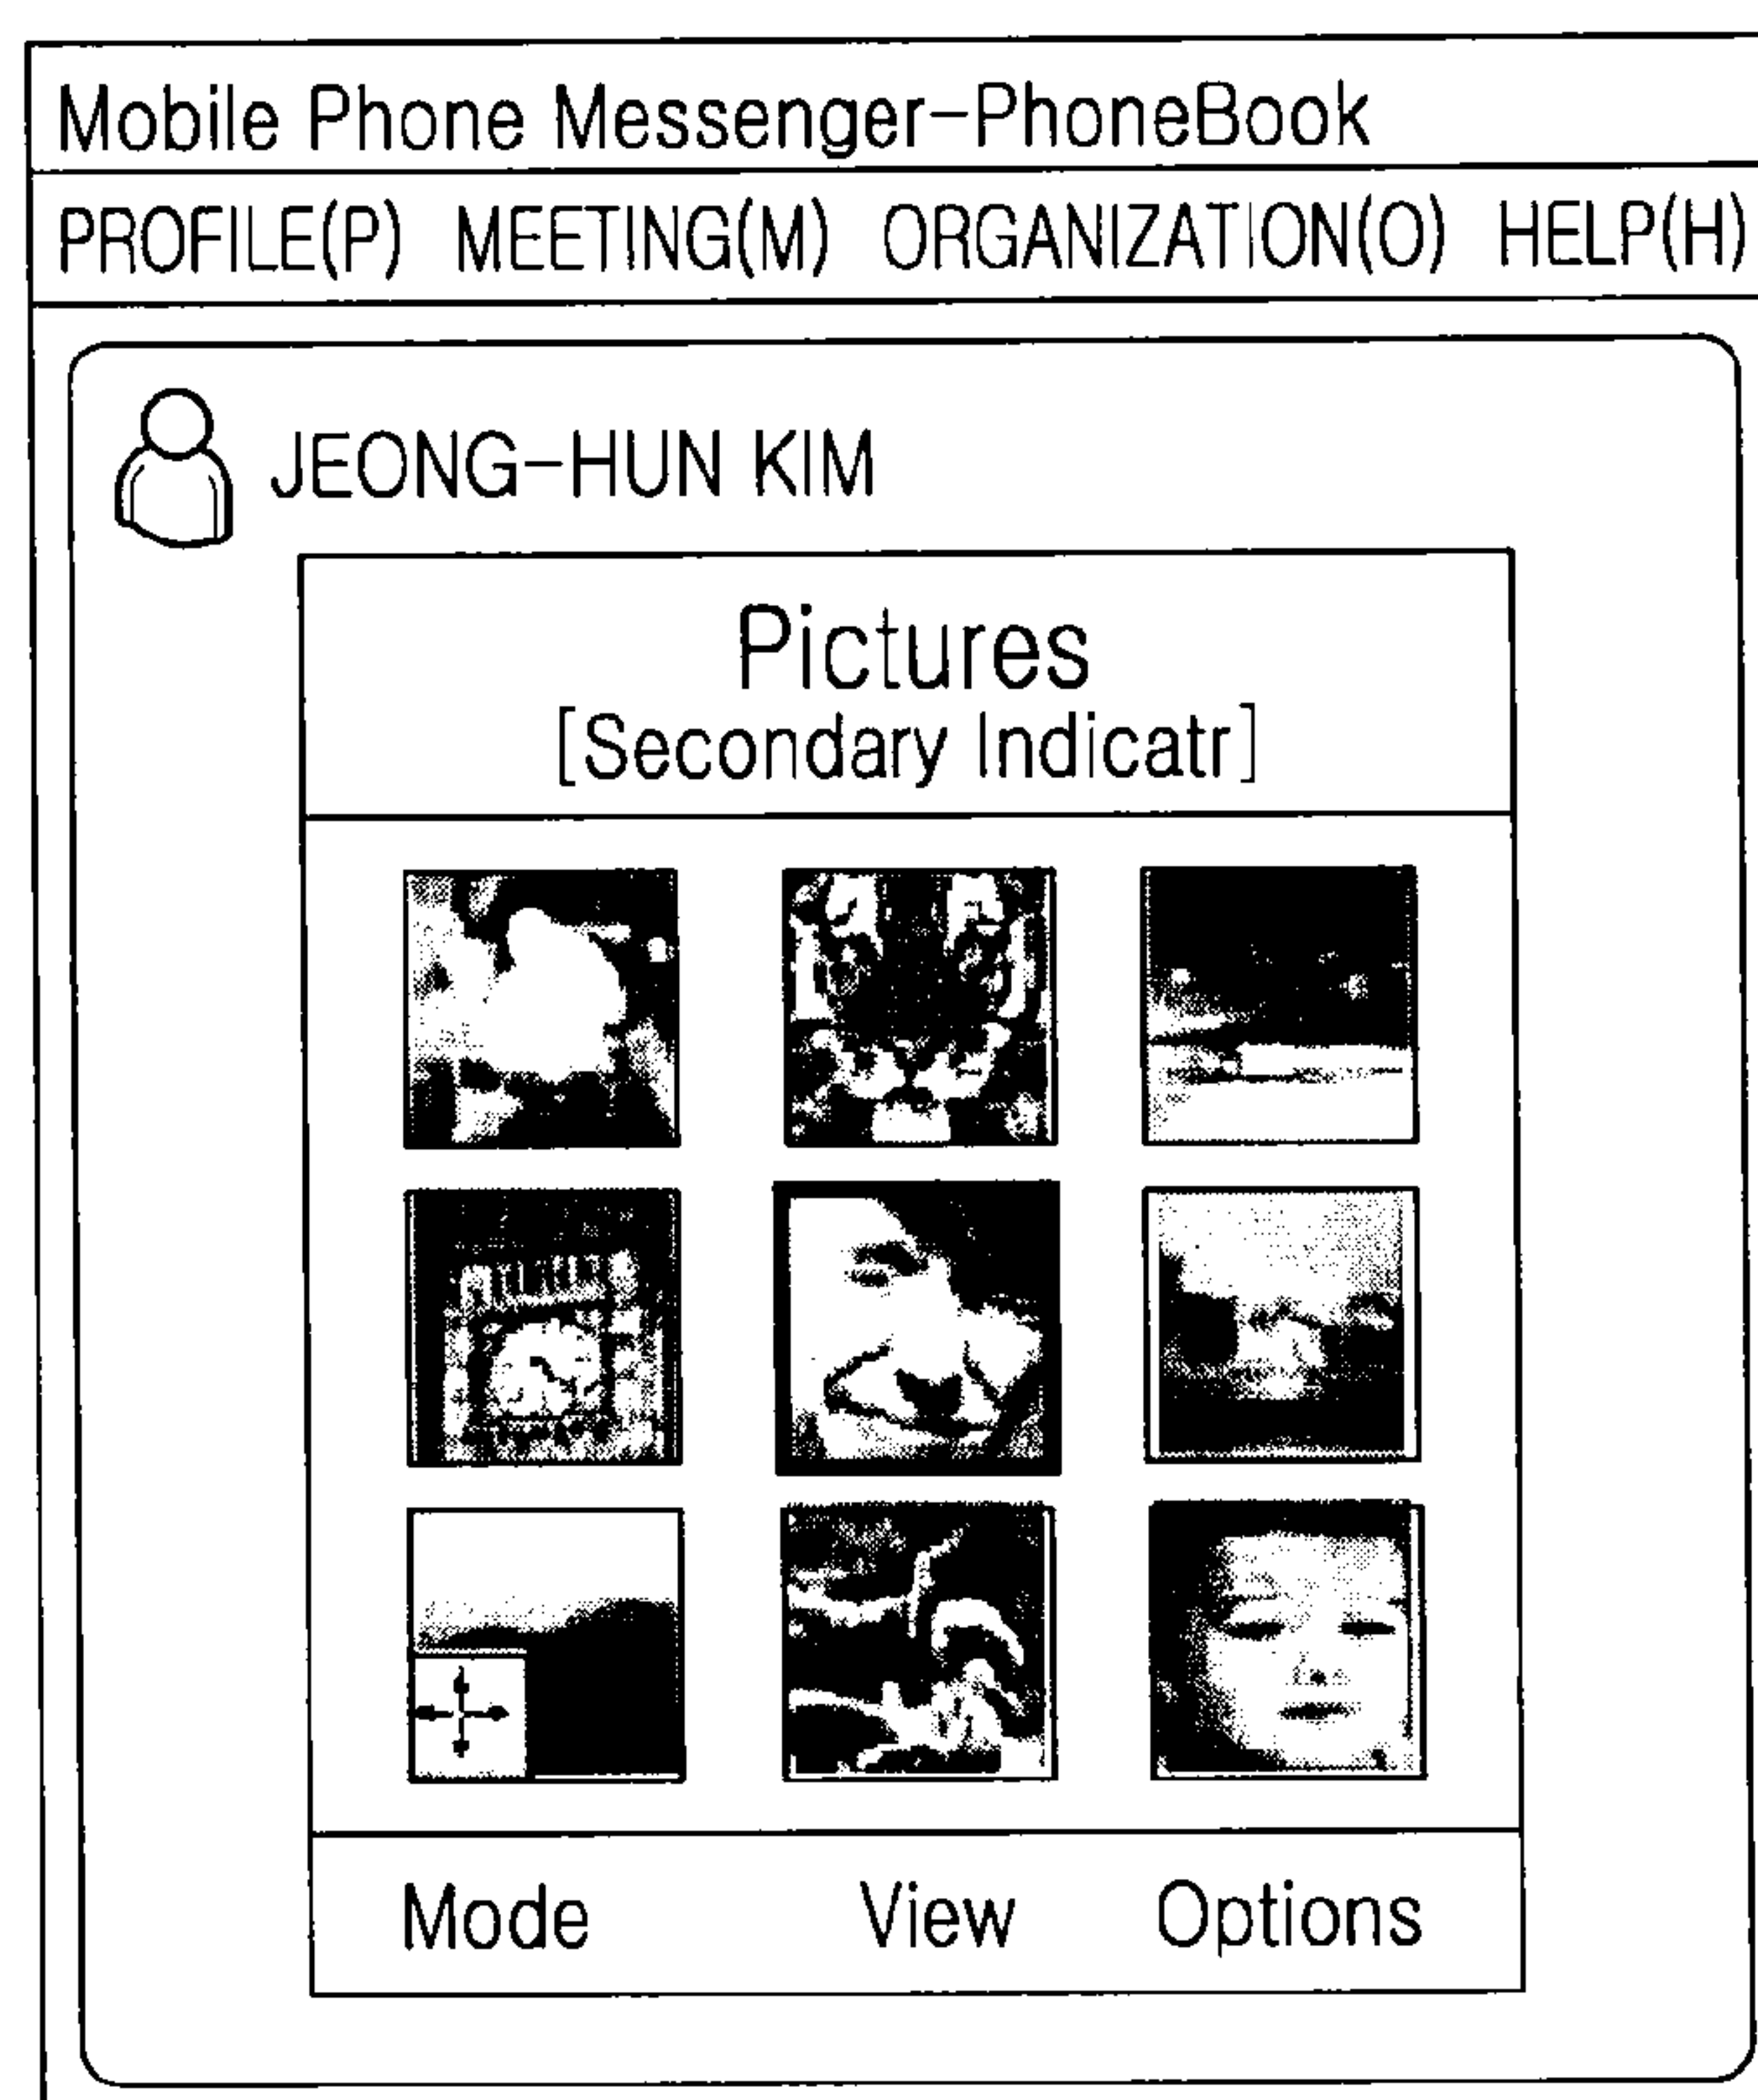 Mobile Phone Messenger-PhoneBook
PROFILE(P) MEETING(M) ORGANIZATION(O) HELP(H)
JEONG-HUN KIM
Pictures
[Secondary Indicatr]
Mode View Options